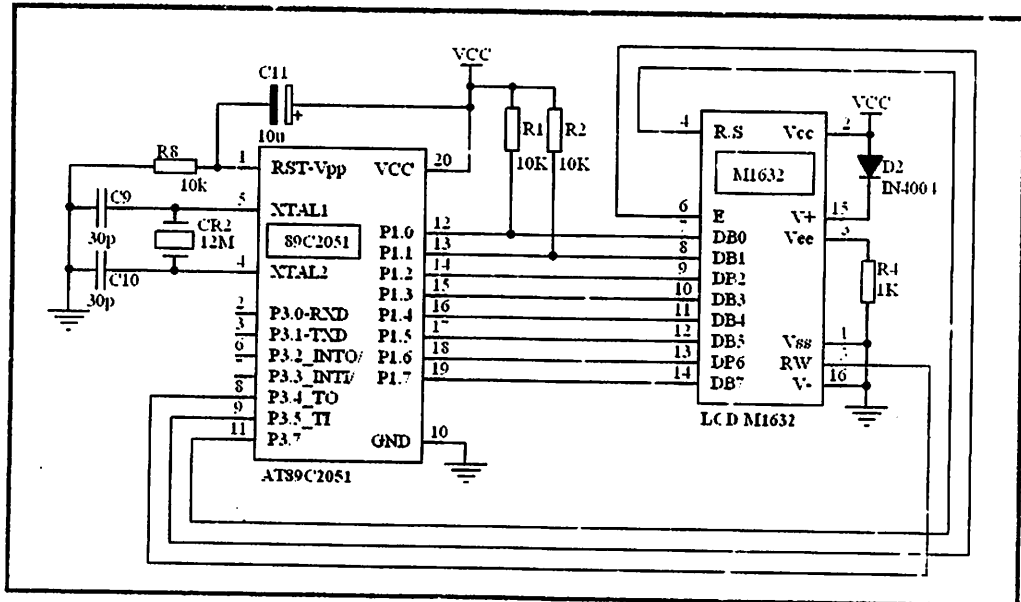 C11
VCC
10u
R1
10K
R2
10K
R8
10k
1
RST-Vpp
VCC
20
C9
30p
5
XTAL1
CR2
12M
89C2051
4
XTAL2
C10
30p
2
P3.0-RXD
3
P3.1-TXD
6
P3.2_INTO/
P3.3_INT1/
8
P3.4_TO
9
P3.5_TI
11
P3.7
P1.0
12
P1.1
13
P1.2
14
P1.3
15
P1.4
16
P1.5
17
P1.6
18
P1.7
19
GND
10
AT89C2051
4
R.S
Vcc
2
VCC
M1632
D2
IN4004
6
E
V+
15
DB0
Vee
3
8
DB1
9
DB2
10
DB3
R4
1K
11
DB4
12
DB5
Vss
1
13
DP6
RW
14
DB7
V-
16
LCD M1632